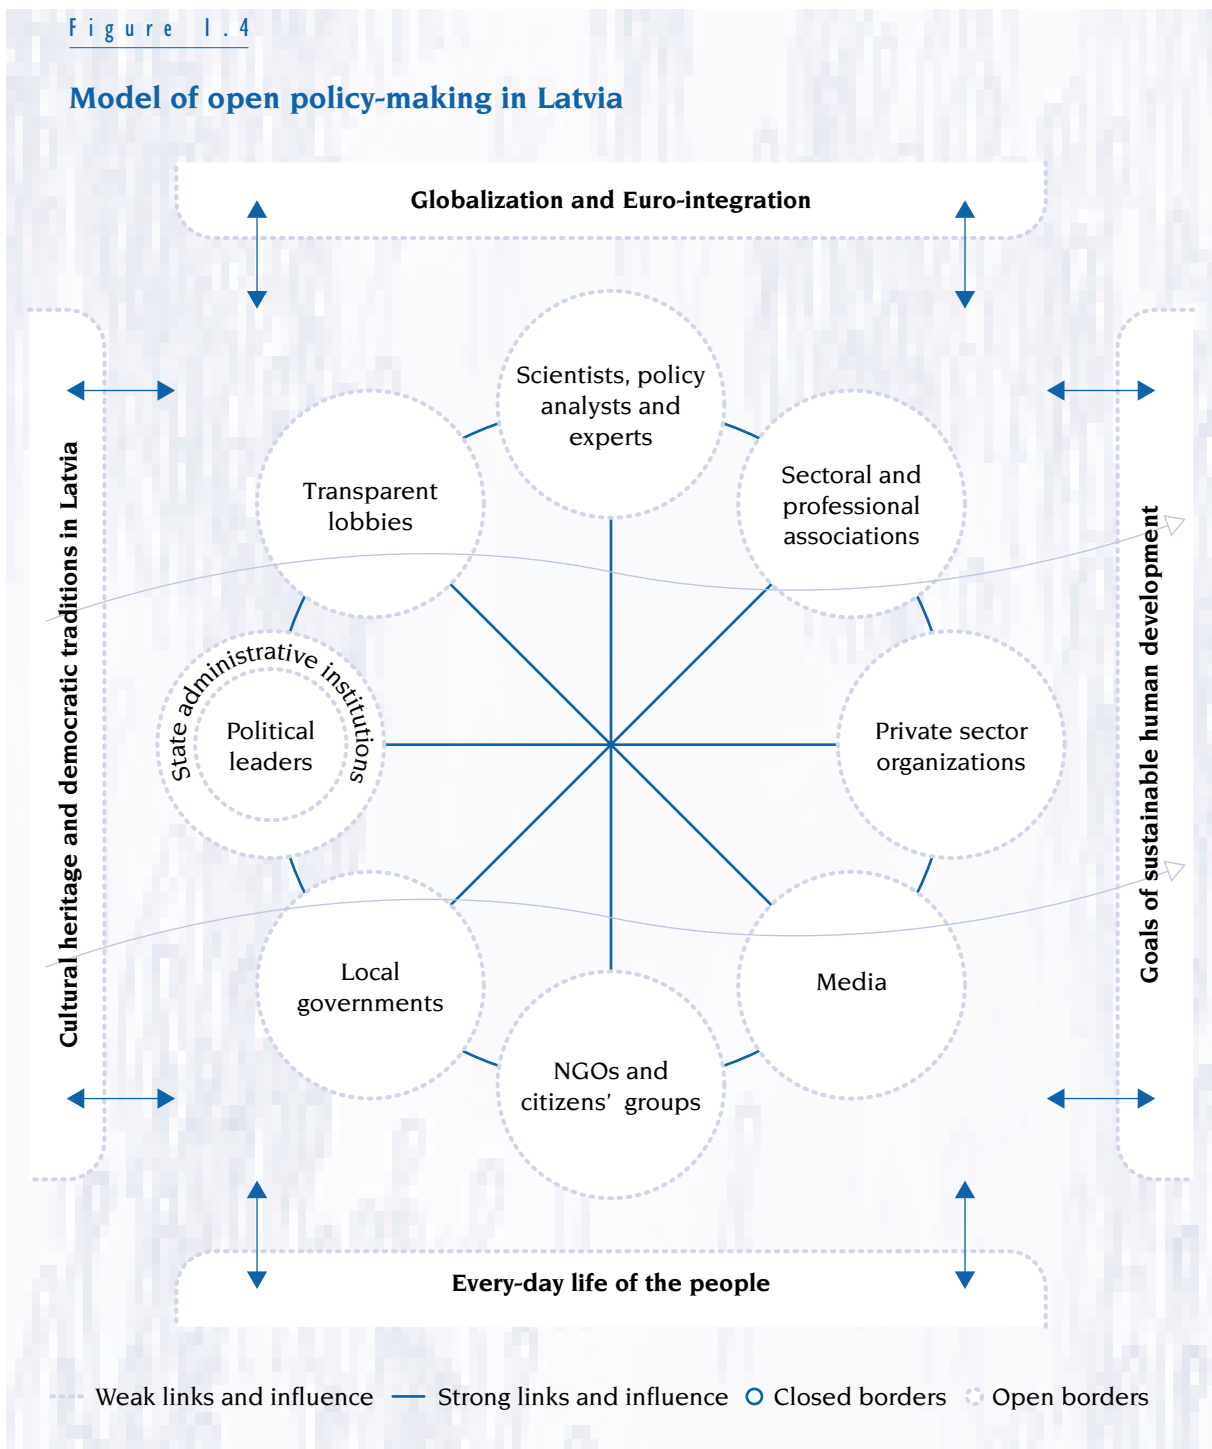 Figure 1.4
Model of open policy-making in Latvia
Globalization and Euro-integration
Scientists, policy
analysts and
experts
Transparent
lobbies
Sectoral and
professional
associations
Cultural heritage and democratic traditions in Latvia
State administrative institutions
Political
leaders
Private sector
organizations
Goals of sustainable human development
Local
governments
Media
NGOs and
citizens’ groups
Every-day life of the people
Weak links and influence
Strong links and influence
Closed borders
Open borders